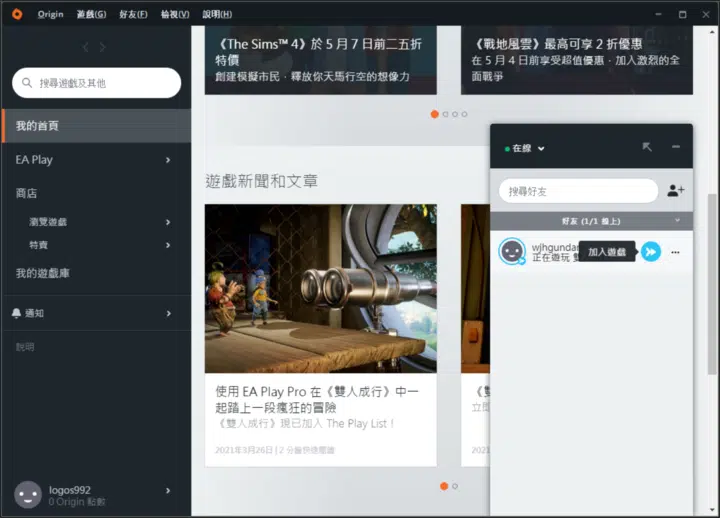 Origin 遊戲(G) 好友(F) 檢視(V) 說明(H)
搜尋遊戲及其他
我的首頁
EA Play
商店
瀏覽遊戲
特賣
我的遊戲庫
通知
說明
logos992
0 Origin 點數
《The Sims™ 4》於 5 月 7 日前二五折
特價
創建模擬市民，釋放你天馬行空的想像力
《戰地風雲》最高可享 2 折優惠
在 5 月 4 日前享受超值優惠，加入激烈的全
面戰爭
遊戲新聞和文章
使用 EA Play Pro 在《雙人成行》中一
起踏上一段瘋狂的冒險
《雙人成行》現已加入 The Play List！
2021年3月26日 | 2 分鐘快速閱讀
立即
在線
搜尋好友
好友 (1/1 線上)
wjhgundam
正在遊玩 雙
加入遊戲